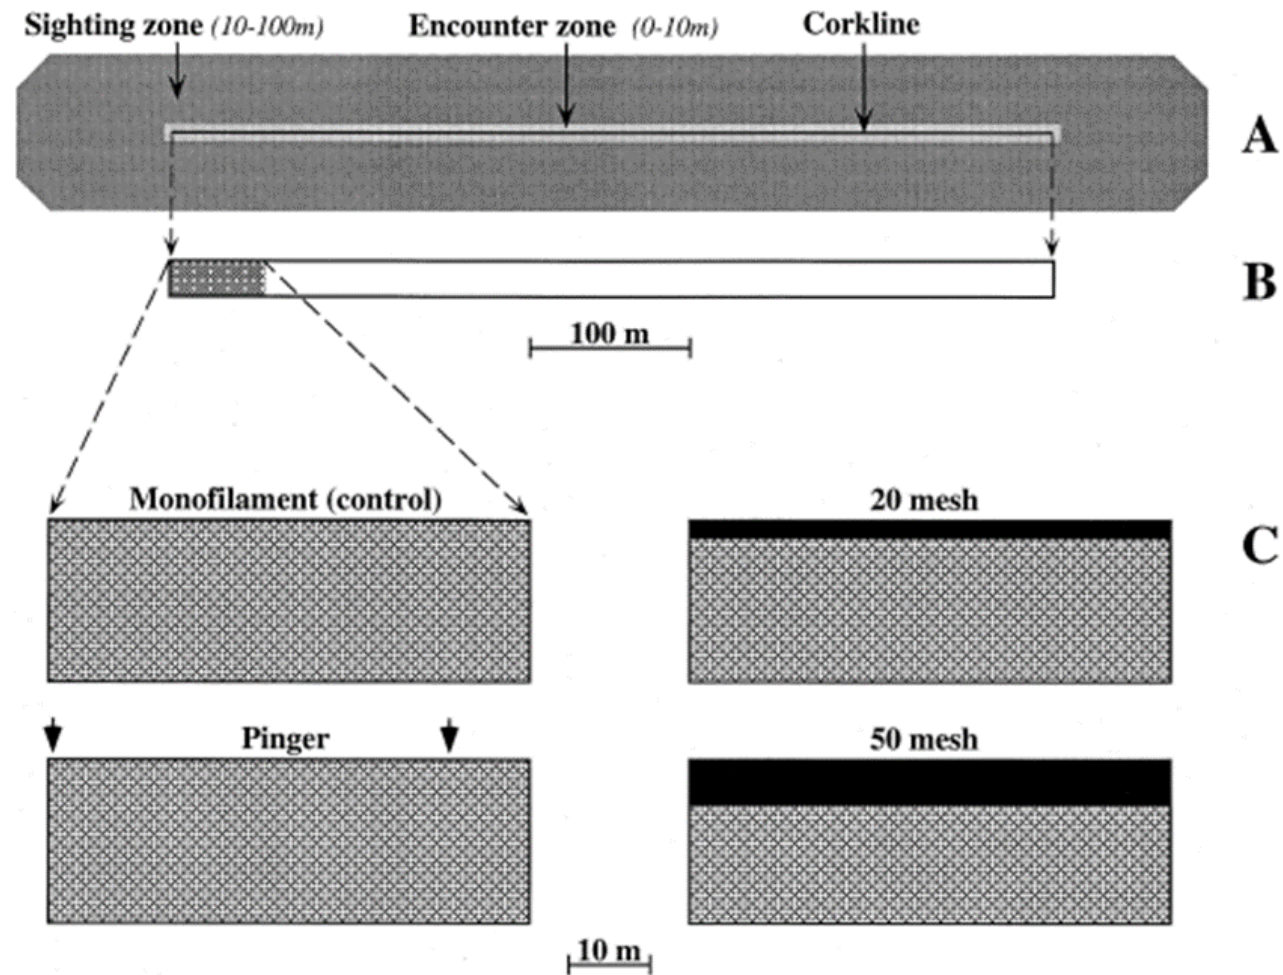 Sighting zone (10-100m) Encounter zone (0-10m) Corkline
A
B
100 m
Monofilament (control) 20 mesh
C
Pinger 50 mesh
10 m